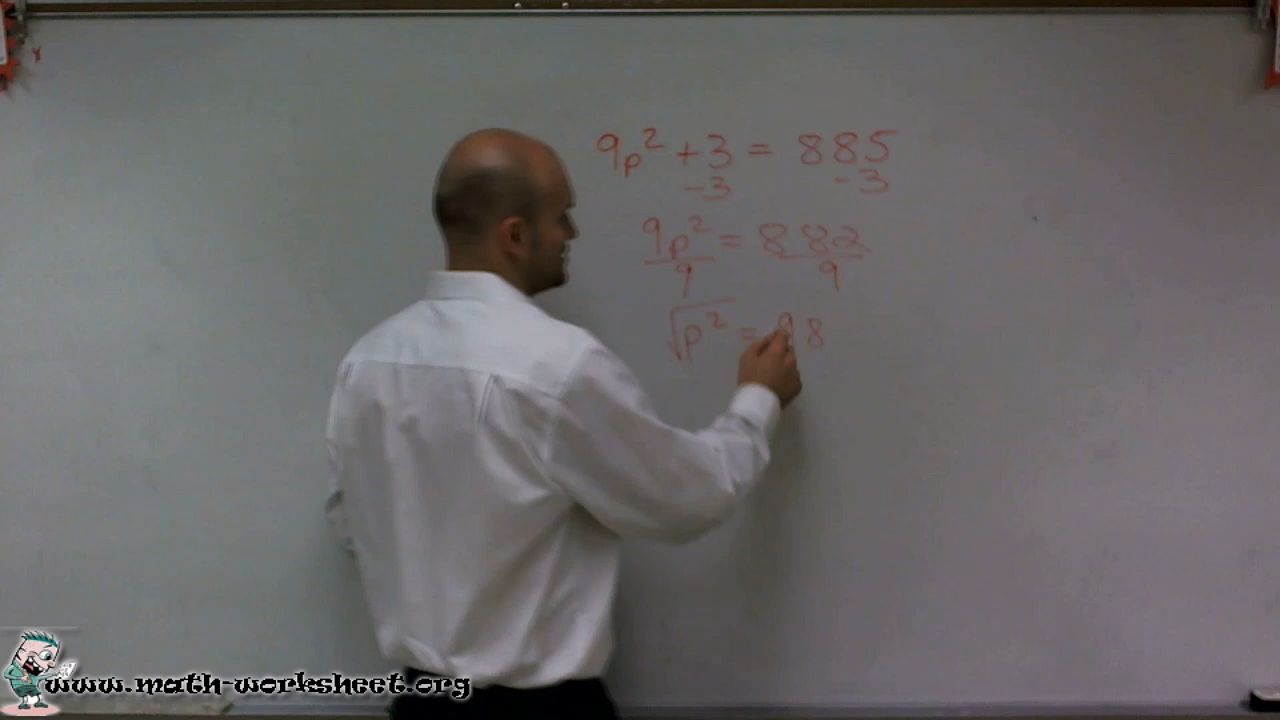 9p² + 3 = 885
-3 -3
9p² = 882
9 9
√p² = 98
www.math-worksheet.org